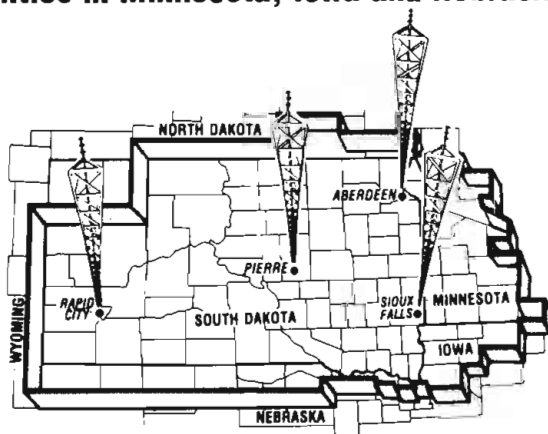 NORTH DAKOTA
ABERDEEN
PIERRE
RAPID
CITY
SOUTH DAKOTA
SIOUX
FALLS
MINNESOTA
WYOMING
IOWA
NEBRASKA